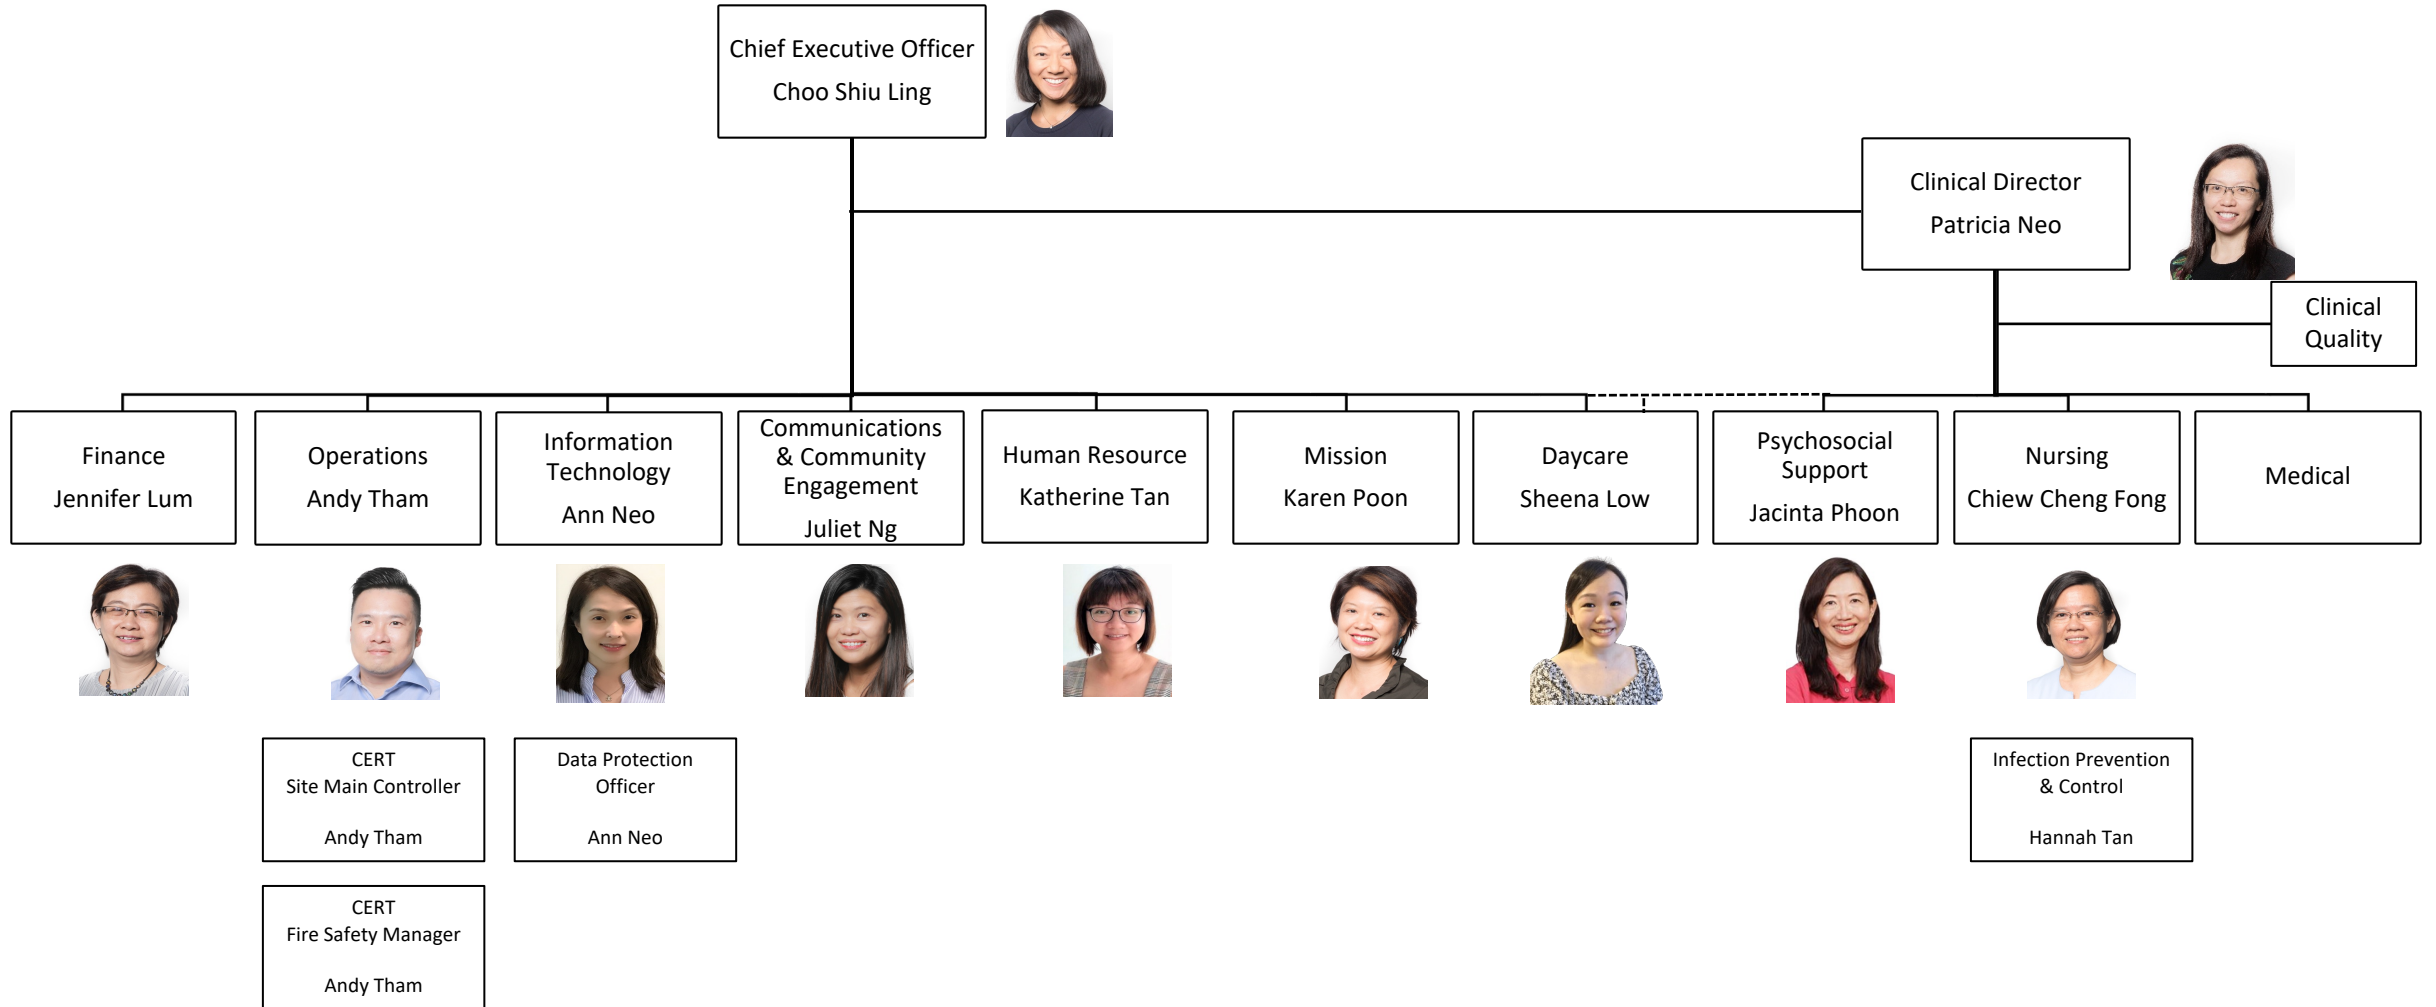 Chief Executive Officer
Choo Shiu Ling
Clinical Director
Patricia Neo
Clinical
Quality
Finance
Jennifer Lum
Operations
Andy Tham
Information
Technology
Ann Neo
Communications
& Community
Engagement
Juliet Ng
Human Resource
Katherine Tan
Mission
Karen Poon
Daycare
Sheena Low
Psychosocial
Support
Jacinta Phoon
Nursing
Chiew Cheng Fong
Medical
CERT
Site Main Controller
Andy Tham
Data Protection
Officer
Ann Neo
Infection Prevention
& Control
Hannah Tan
CERT
Fire Safety Manager
Andy Tham